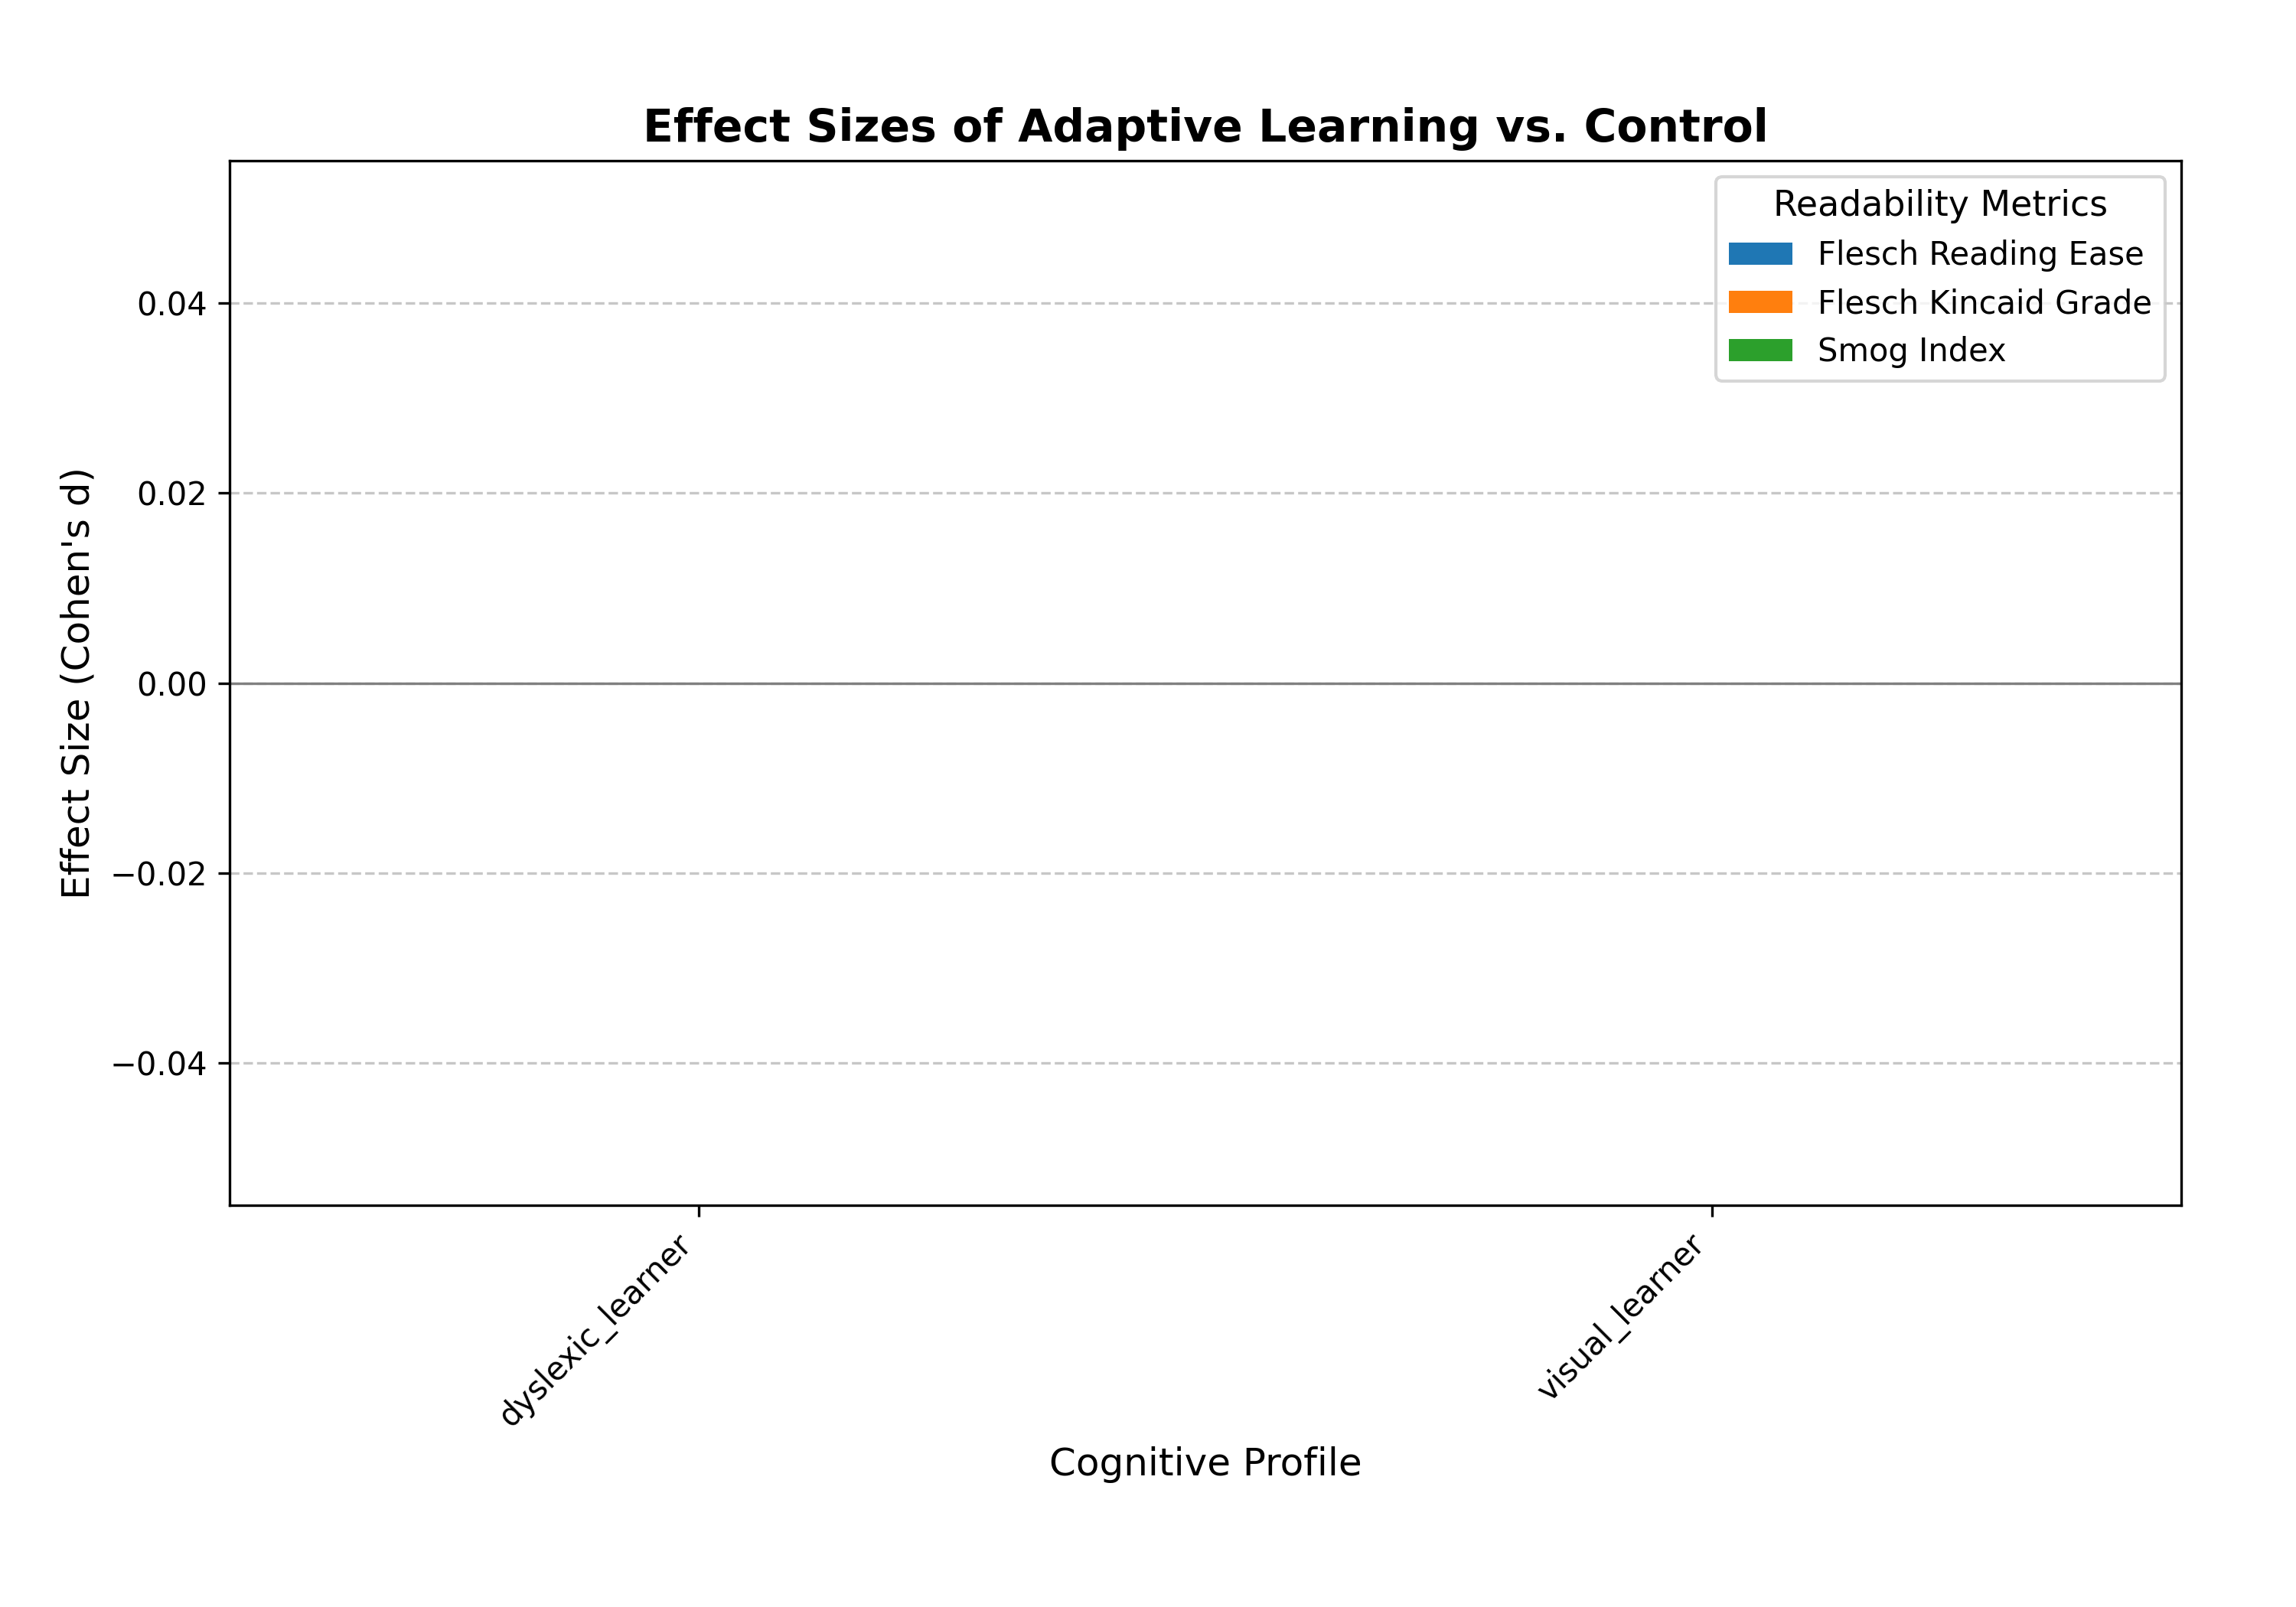 Effect Sizes of Adaptive Learning vs. Control
Readability Metrics
Flesch Reading Ease
Flesch Kincaid Grade
Smog Index
Effect Size (Cohen's d)
0.04
0.02
0.00
−0.02
−0.04
dyslexic_learner
visual_learner
Cognitive Profile